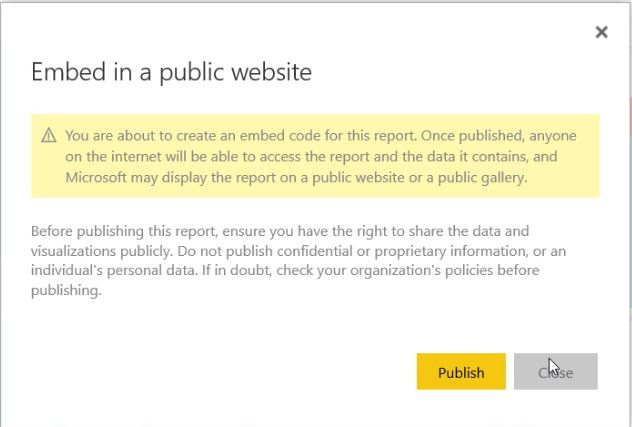 Embed in a public website
You are about to create an embed code for this report. Once published, anyone
on the internet will be able to access the report and the data it contains, and
Microsoft may display the report on a public website or a public gallery.
Before publishing this report, ensure you have the right to share the data and
visualizations publicly. Do not publish confidential or proprietary information, or an
individual's personal data. If in doubt, check your organization's policies before
publishing.
Publish Close